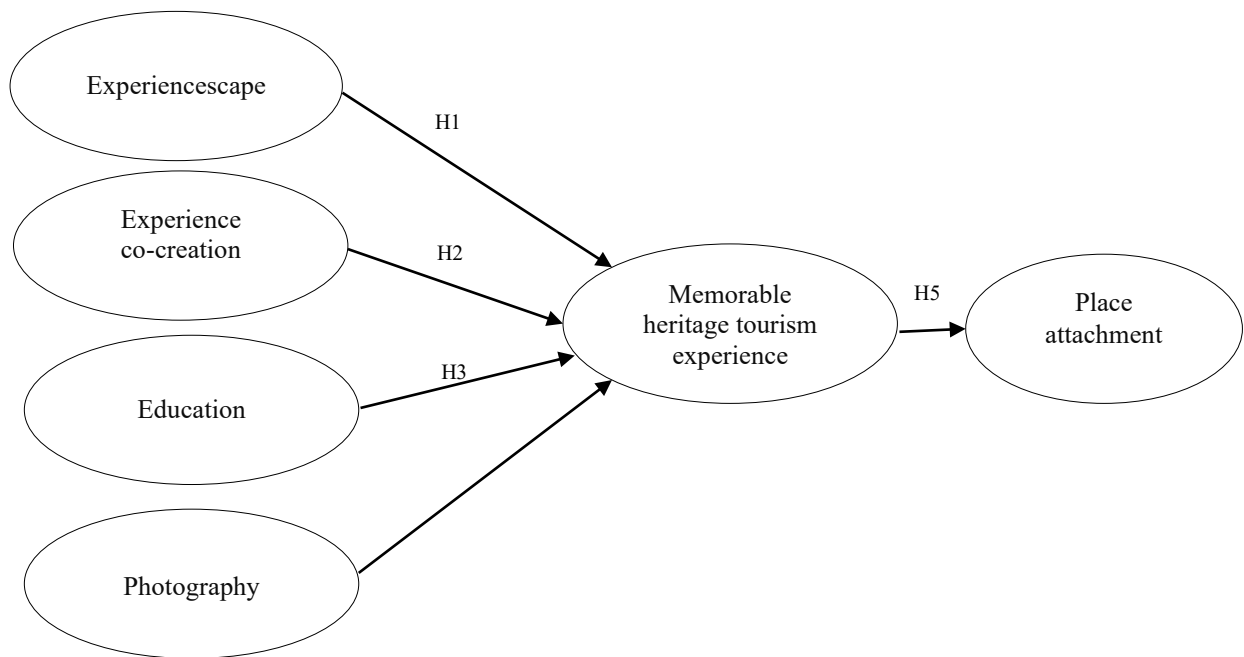 Experiencescape
H1
Experience
co-creation
H2
Memorable
heritage tourism
experience
H5
Place
attachment
H3
Education
Photography